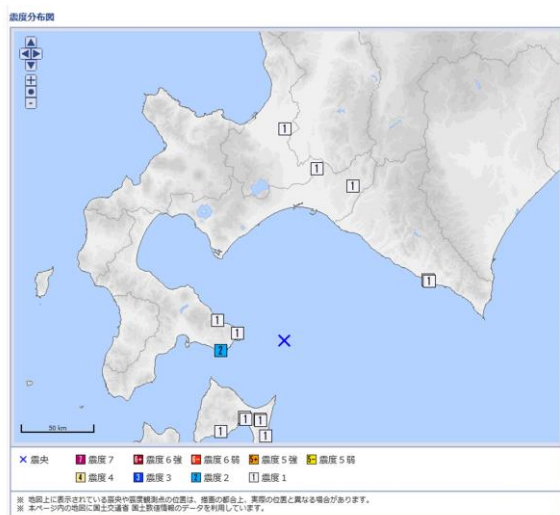 震度分布図
+
-
1
1
1
1
1
1
2
1
1
1
1
50 km
× 震央 7 震度7 6+ 震度6強 6- 震度6弱 5+ 震度5強 5- 震度5弱
4 震度4 3 震度3 2 震度2 1 震度1
※ 地図上に表示されている震央や震度観測点の位置は、描画の都合上、実際の位置と異なる場合があります。
※ 本ページ内の地図に国土交通省 国土数値情報のデータを利用しています。